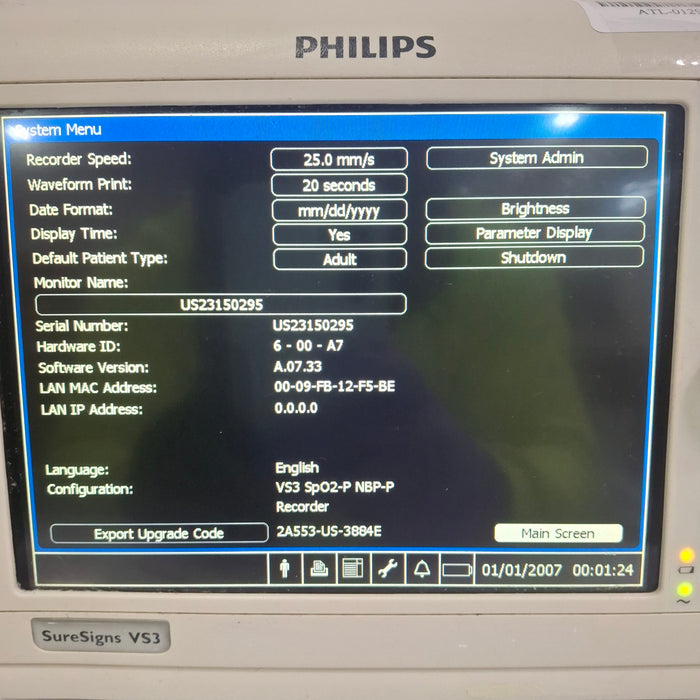 ATL-0129
PHILIPS
System Menu
Recorder Speed: 25.0 mm/s System Admin
Waveform Print: 20 seconds
Date Format: mm/dd/yyyy Brightness
Display Time: Yes Parameter Display
Default Patient Type: Adult Shutdown
Monitor Name:
US23150295
Serial Number: US23150295
Hardware ID: 6 - 00 - A7
Software Version: A.07.33
LAN MAC Address: 00-09-FB-12-F5-BE
LAN IP Address: 0.0.0.0
Language: English
Configuration: VS3 SpO2-P NBP-P
Recorder
Export Upgrade Code 2A553-US-3884E Main Screen
01/01/2007 00:01:24
SureSigns VS3